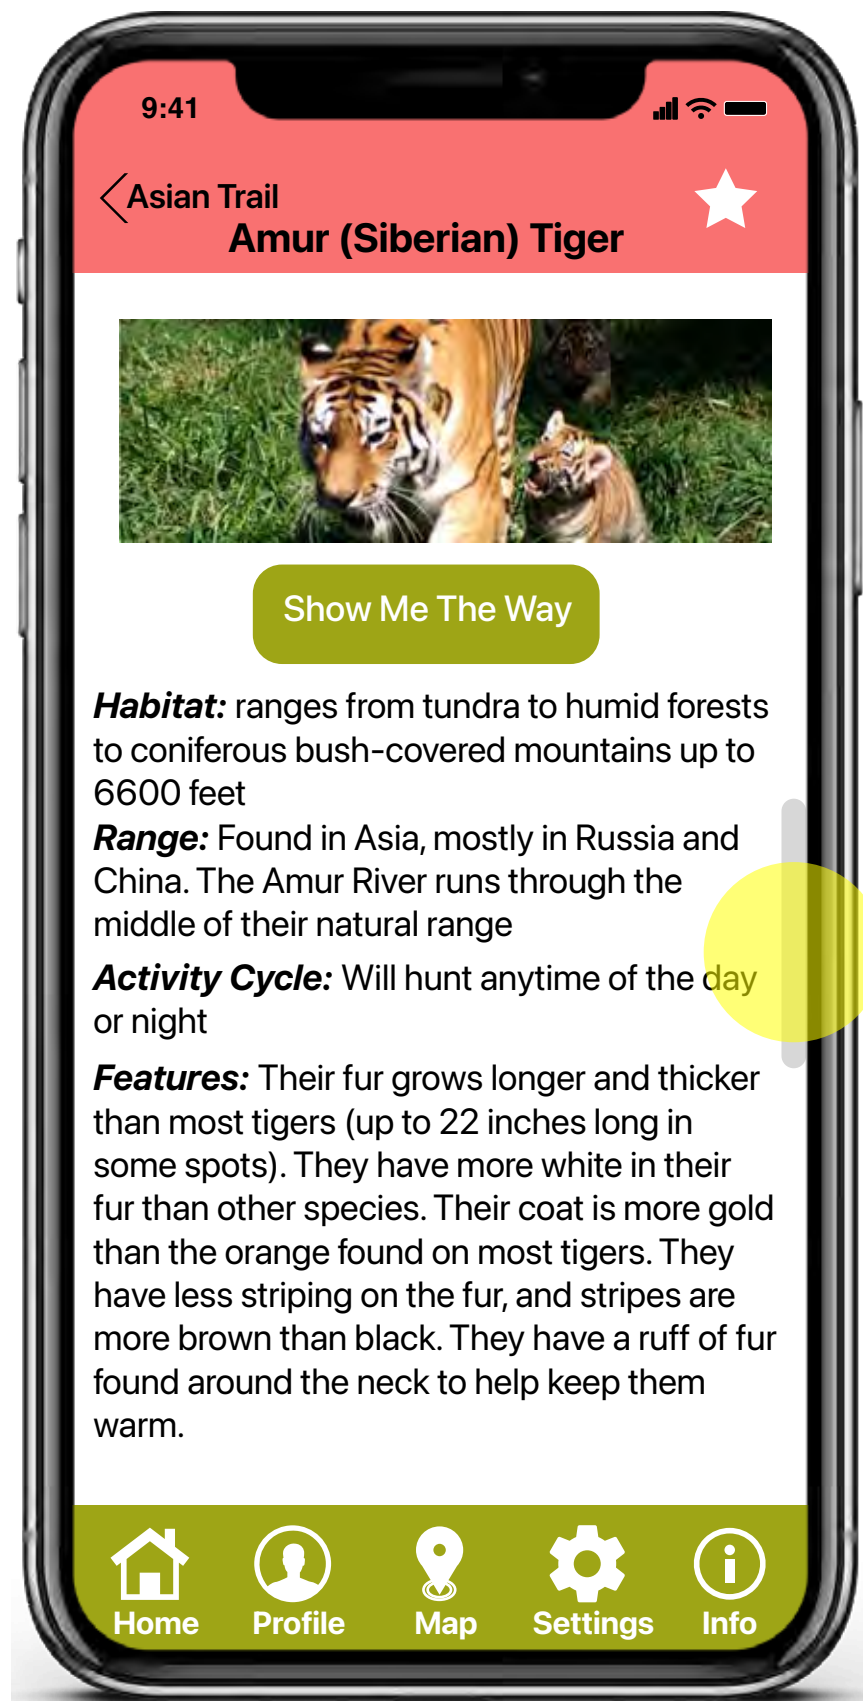 9:41
Asian Trail
Amur (Siberian) Tiger
Show Me The Way
Habitat: ranges from tundra to humid forests
to coniferous bush-covered mountains up to
6600 feet
Range: Found in Asia, mostly in Russia and
China. The Amur River runs through the
middle of their natural range
Activity Cycle: Will hunt anytime of the day
or night
Features: Their fur grows longer and thicker
than most tigers (up to 22 inches long in
some spots). They have more white in their
fur than other species. Their coat is more gold
than the orange found on most tigers. They
have less striping on the fur, and stripes are
more brown than black. They have a ruff of fur
found around the neck to help keep them
warm.
Home Profile Map Settings Info